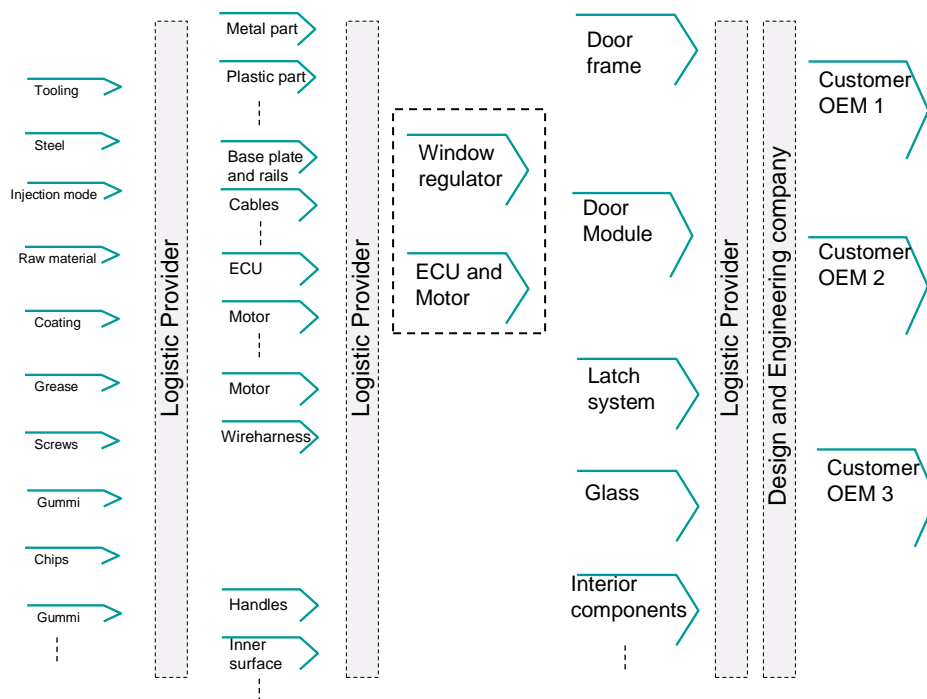 Tooling
Steel
Injection mode
Raw material
Coating
Grease
Screws
Gummi
Chips
Gummi
Logistic Provider
Metal part
Plastic part
Base plate
and rails
Cables
ECU
Motor
Motor
Wireharness
Handles
Inner
surface
Logistic Provider
Window
regulator
ECU and
Motor
Door
frame
Door
Module
Latch
system
Glass
Interior
components
Logistic Provider
Design and Engineering company
Customer
OEM 1
Customer
OEM 2
Customer
OEM 3